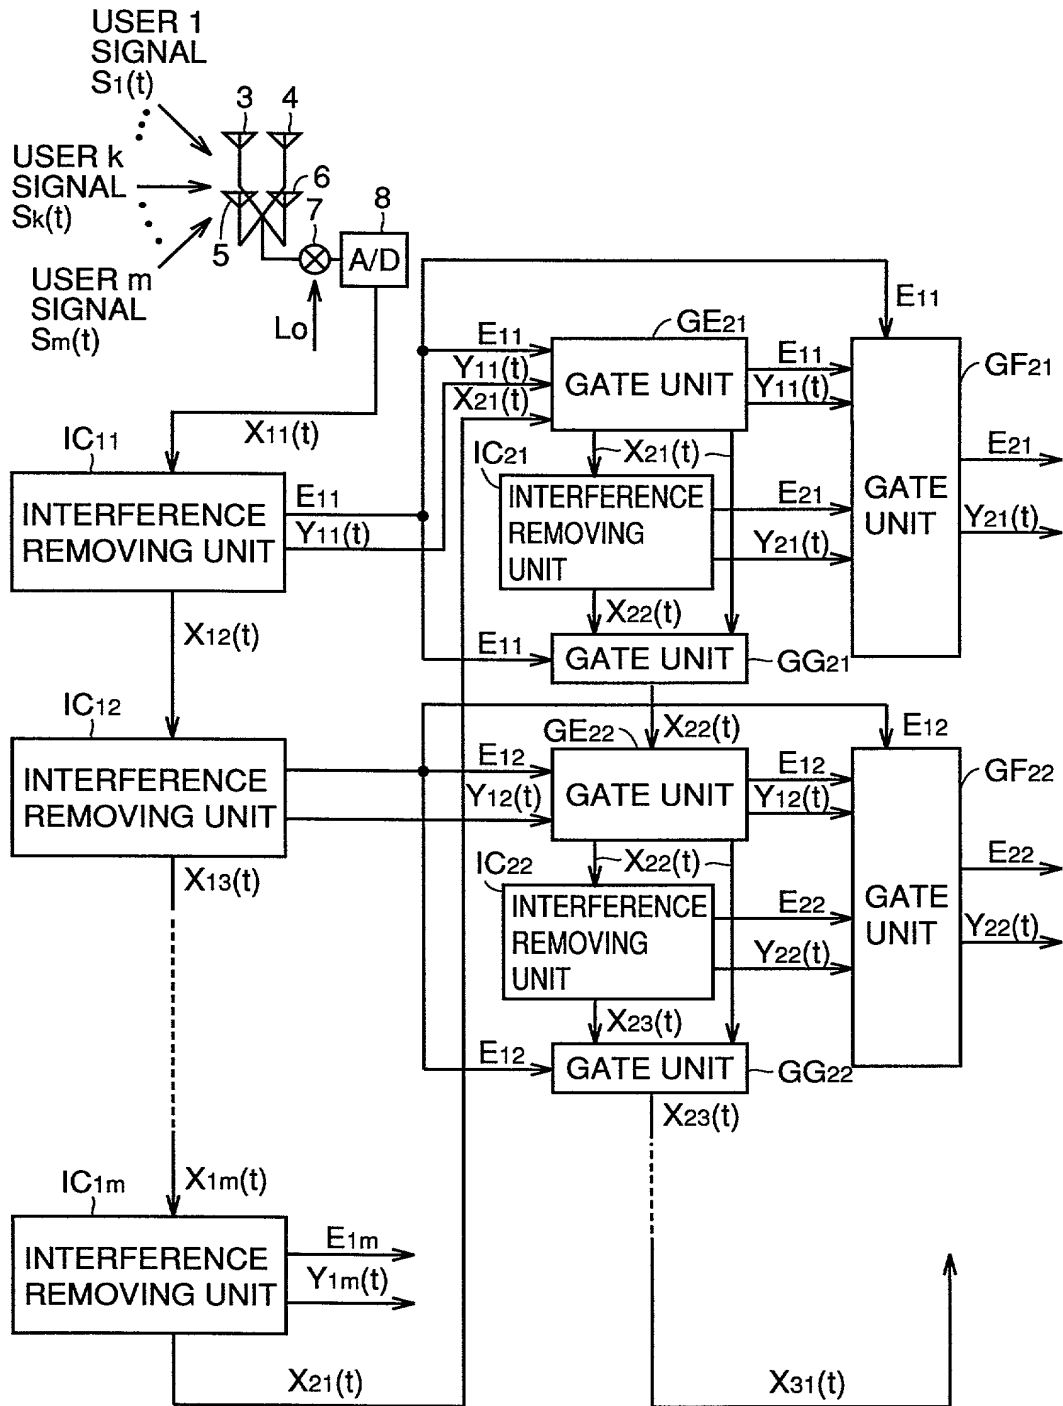 USER 1
SIGNAL
S1(t)
3 4
USER k
SIGNAL
Sk(t)
6
5
7
8
A/D
USER m
SIGNAL
Sm(t)
Lo
X11(t)
IC11
INTERFERENCE
REMOVING UNIT
E11
Y11(t)
X12(t)
IC12
INTERFERENCE
REMOVING UNIT
X13(t)
X1m(t)
IC1m
INTERFERENCE
REMOVING UNIT
E1m
Y1m(t)
X21(t)
E11
Y11(t)
X21(t)
GE21
GATE UNIT
E11
Y11(t)
E11
GF21
GATE
UNIT
E21
Y21(t)
IC21
X21(t)
INTERFERENCE
REMOVING
UNIT
E21
Y21(t)
X22(t)
E11
GATE UNIT
GG21
X22(t)
GE22
E12
Y12(t)
GATE UNIT
E12
Y12(t)
E12
GF22
GATE
UNIT
E22
Y22(t)
IC22
X22(t)
INTERFERENCE
REMOVING
UNIT
E22
Y22(t)
X23(t)
E12
GATE UNIT
GG22
X23(t)
X31(t)